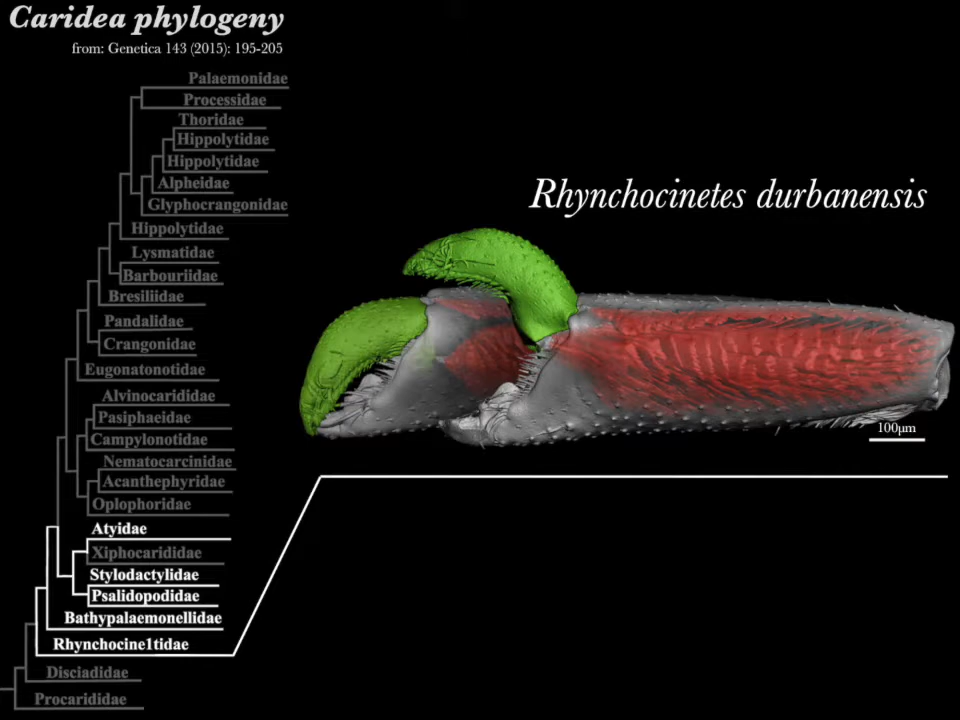 Caridea phylogeny
from: Genetica 143 (2015): 195-205
Palaemonidae
Processidae
Thoridae
Hippolytidae
Hippolytidae
Alpheidae
Glyphocrangonidae
Hippolytidae
Lysmatidae
Barbouriidae
Bresiliidae
Pandalidae
Crangonidae
Eugonatonotidae
Alvinocarididae
Pasiphaeidae
Campylonotidae
Nematocarcinidae
Acanthephyridae
Oplophoridae
Atyidae
Xiphocarididae
Stylodactylidae
Psalidopodidae
Bathypalaemonellidae
Rhynchocine1tidae
Disciadidae
Procarididae
Rhynchocinetes durbanensis
100µm